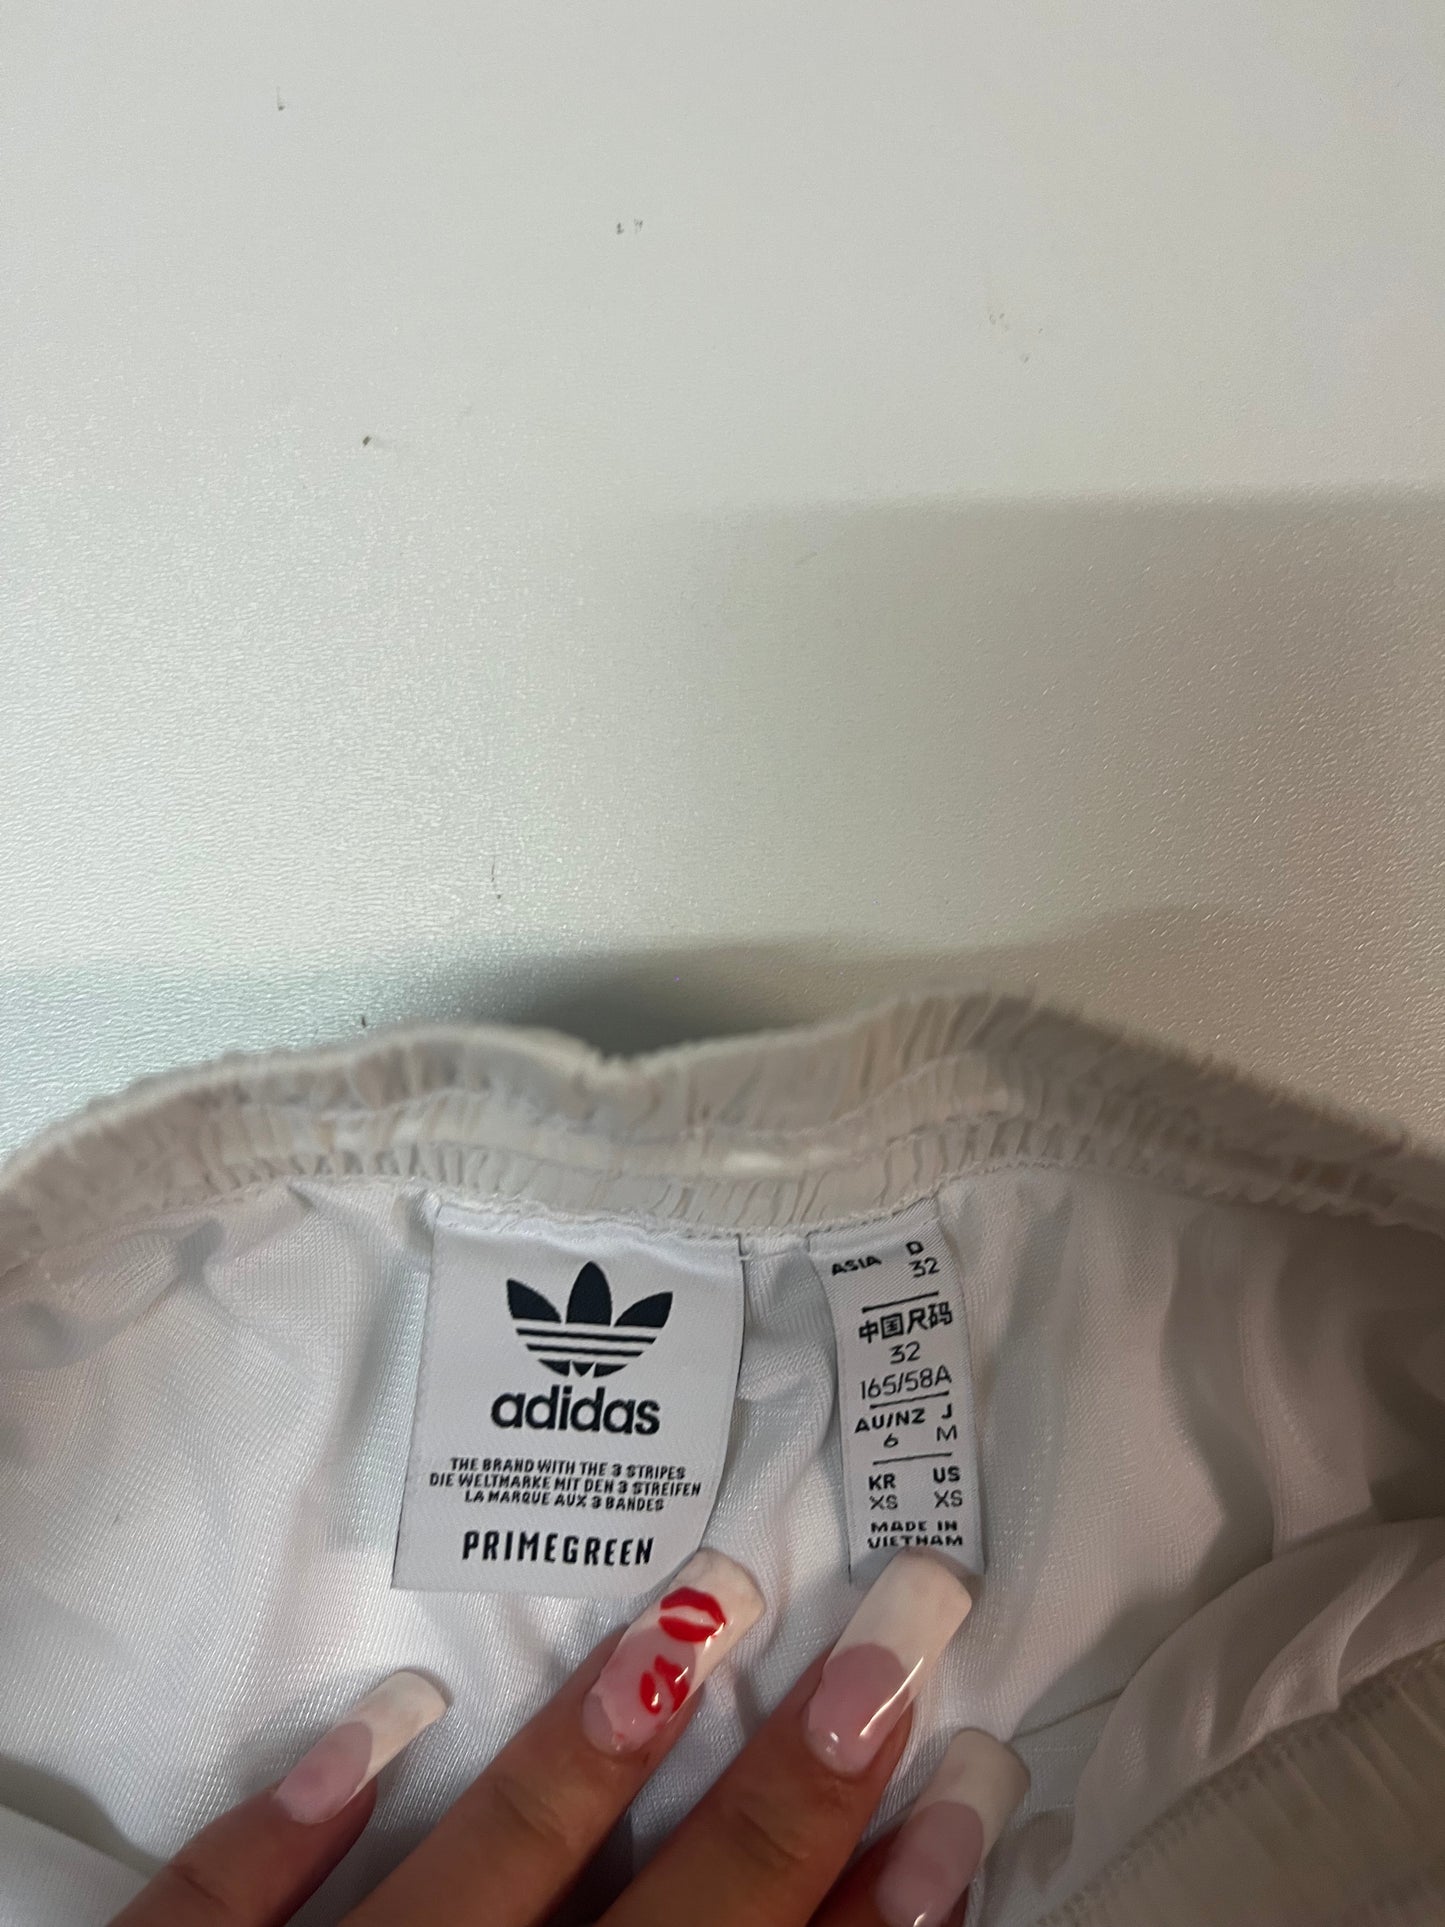 adidas
THE BRAND WITH THE 3 STRIPES
DIE WELTMARKE MIT DEN 3 STREIFEN
LA MARQUE AUX 3 BANDES
PRIMEGREEN
ASIA D
32
中国尺码
32
165/58A
AU/NZ J
6 M
KR US
XS XS
MADE IN
VIETNAM